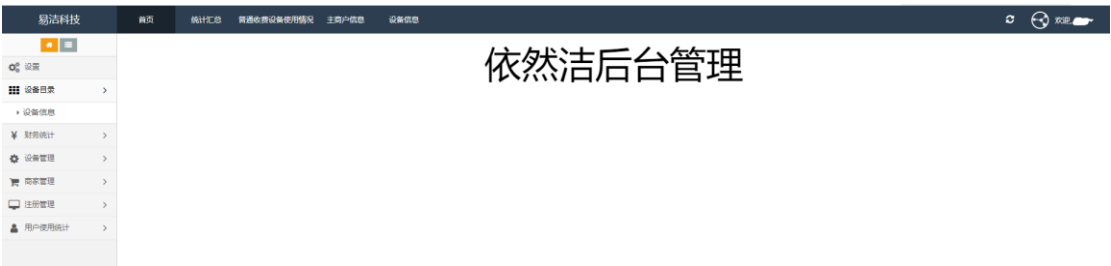 易洁科技 首页 统计汇总 普通收费设备使用情况 主商户信息 设备信息 欢迎,
依然洁后台管理
设置
设备目录
设备信息
财务统计
设备管理
商家管理
注册管理
用户使用统计